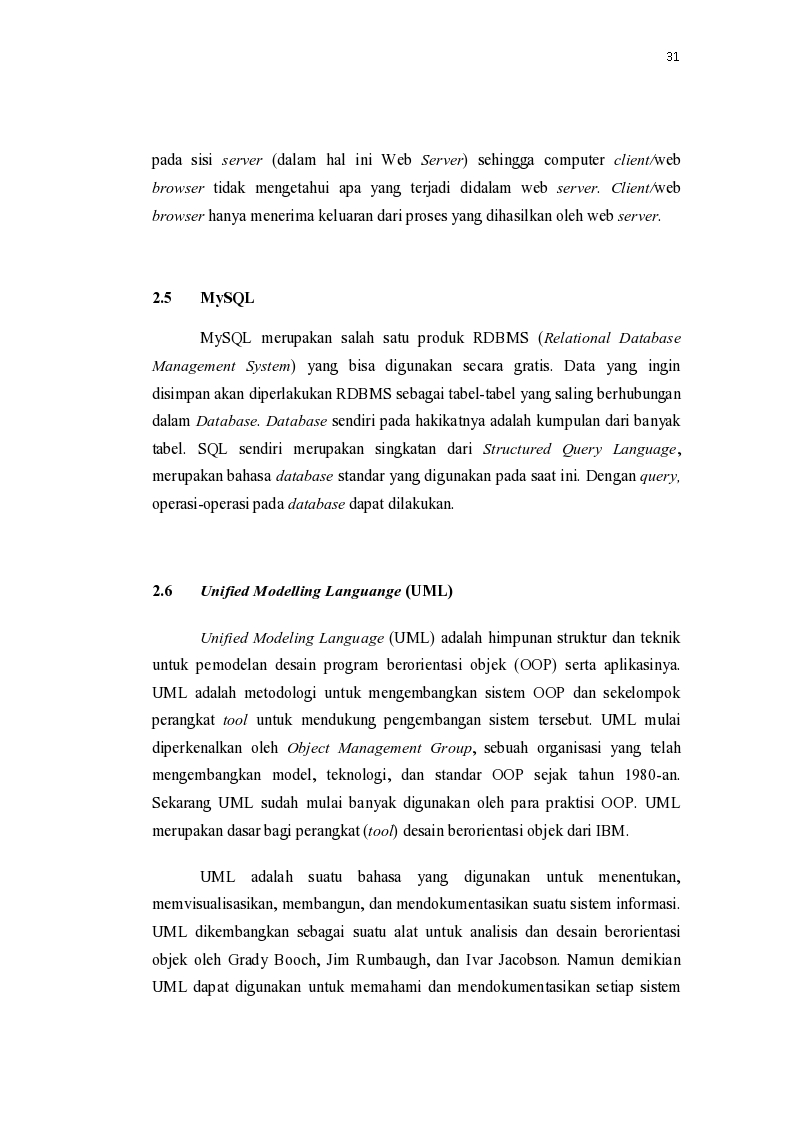 31
pada sisi server (dalam hal ini Web Server) sehingga computer client/web
browser tidak mengetahui apa yang terjadi didalam web server. Client/web
browser hanya menerima keluaran dari proses yang dihasilkan oleh web server.
2.5 MySQL
MySQL merupakan salah satu produk RDBMS (Relational Database
Management System) yang bisa digunakan secara gratis. Data yang ingin
disimpan akan diperlakukan RDBMS sebagai tabel-tabel yang saling berhubungan
dalam Database. Database sendiri pada hakikatnya adalah kumpulan dari banyak
tabel. SQL sendiri merupakan singkatan dari Structured Query Language,
merupakan bahasa database standar yang digunakan pada saat ini. Dengan query,
operasi-operasi pada database dapat dilakukan.
2.6 Unified Modelling Languange (UML)
Unified Modeling Language (UML) adalah himpunan struktur dan teknik
untuk pemodelan desain program berorientasi objek (OOP) serta aplikasinya.
UML adalah metodologi untuk mengembangkan sistem OOP dan sekelompok
perangkat tool untuk mendukung pengembangan sistem tersebut. UML mulai
diperkenalkan oleh Object Management Group, sebuah organisasi yang telah
mengembangkan model, teknologi, dan standar OOP sejak tahun 1980-an.
Sekarang UML sudah mulai banyak digunakan oleh para praktisi OOP. UML
merupakan dasar bagi perangkat (tool) desain berorientasi objek dari IBM.
UML adalah suatu bahasa yang digunakan untuk menentukan,
memvisualisasikan, membangun, dan mendokumentasikan suatu sistem informasi.
UML dikembangkan sebagai suatu alat untuk analisis dan desain berorientasi
objek oleh Grady Booch, Jim Rumbaugh, dan Ivar Jacobson. Namun demikian
UML dapat digunakan untuk memahami dan mendokumentasikan setiap sistem